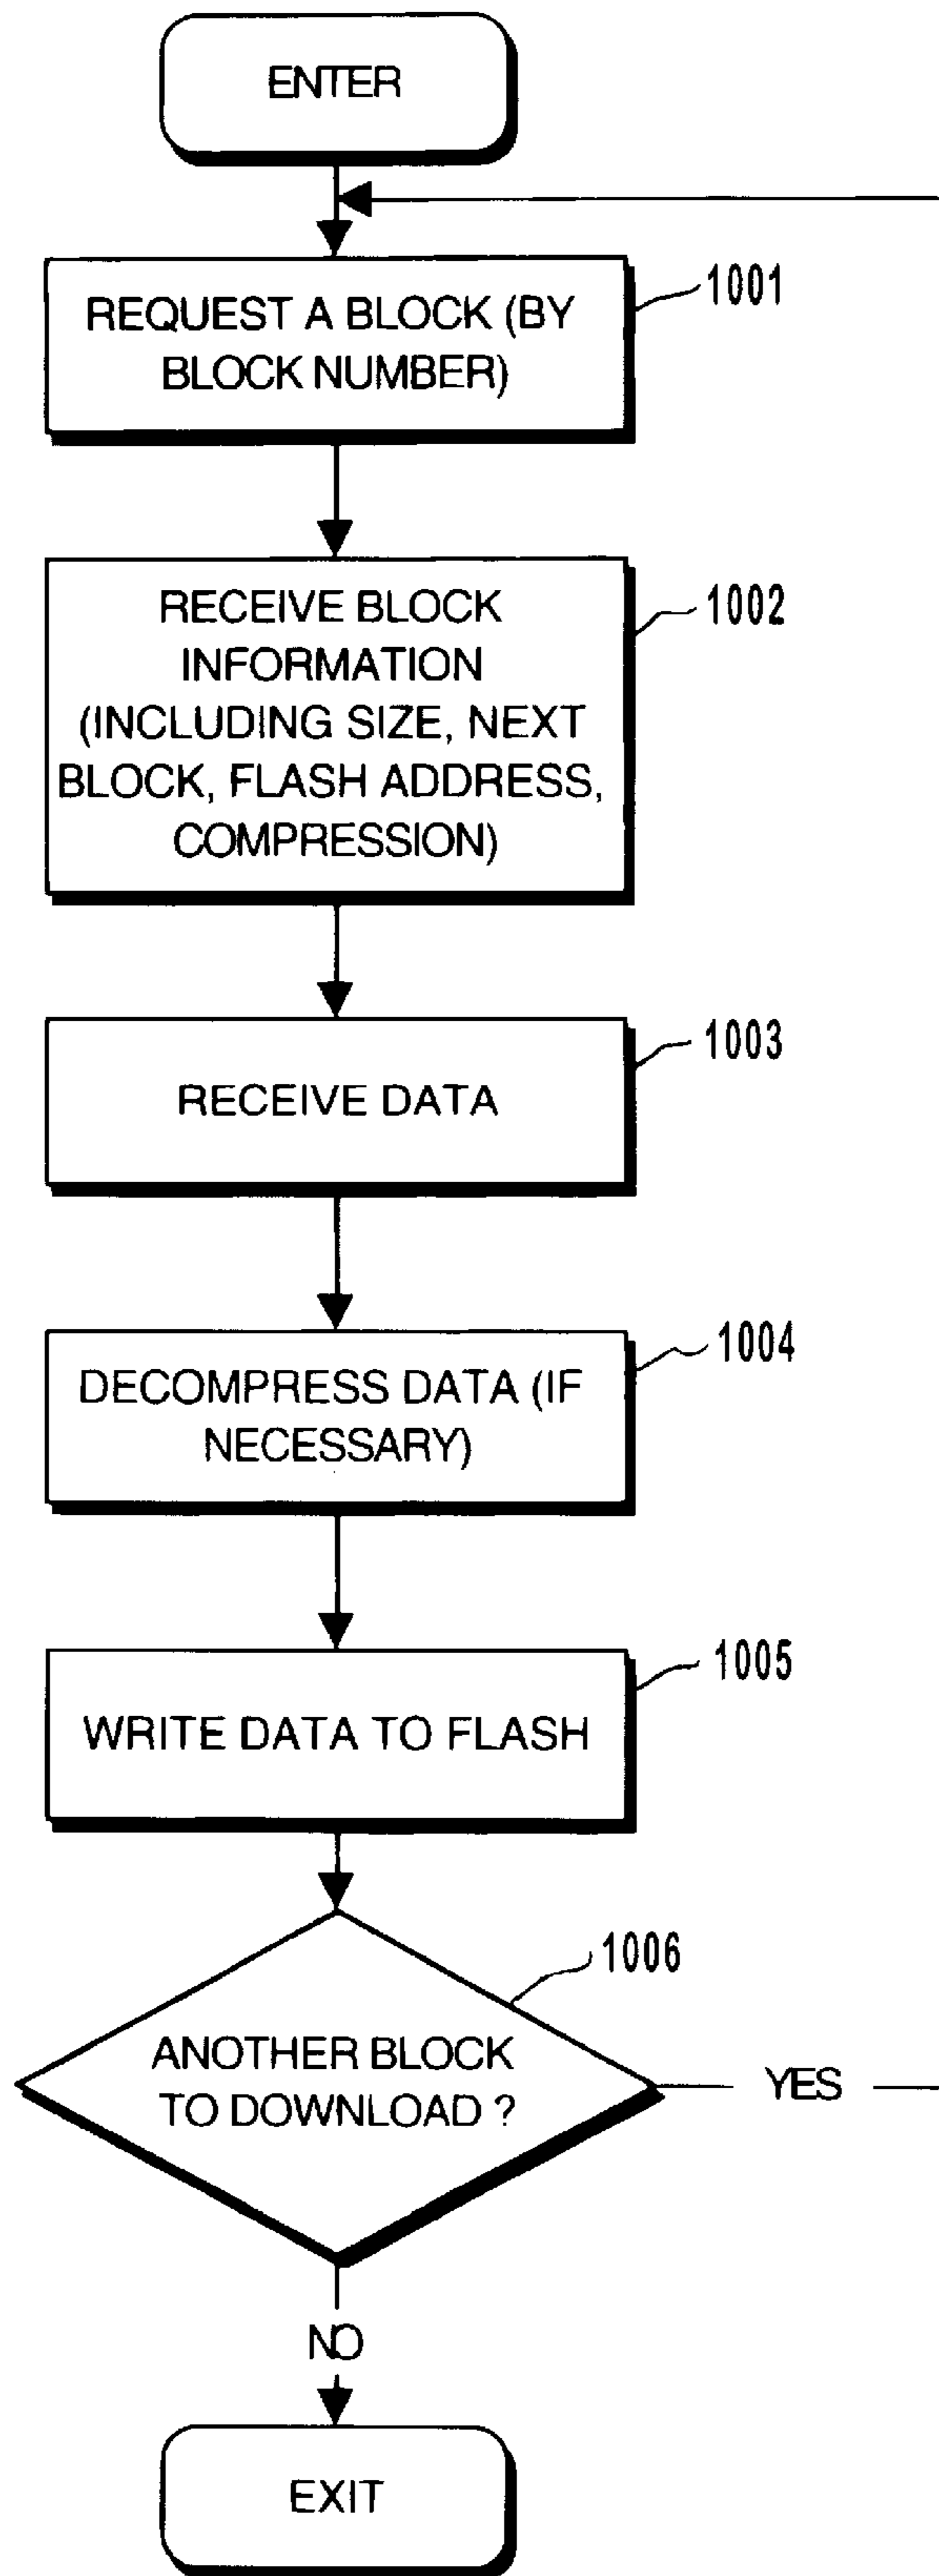 ENTER
1001
REQUEST A BLOCK (BY
BLOCK NUMBER)
1002
RECEIVE BLOCK
INFORMATION
(INCLUDING SIZE, NEXT
BLOCK, FLASH ADDRESS,
COMPRESSION)
1003
RECEIVE DATA
1004
DECOMPRESS DATA (IF
NECESSARY)
1005
WRITE DATA TO FLASH
1006
ANOTHER BLOCK
TO DOWNLOAD ?
YES
NO
EXIT